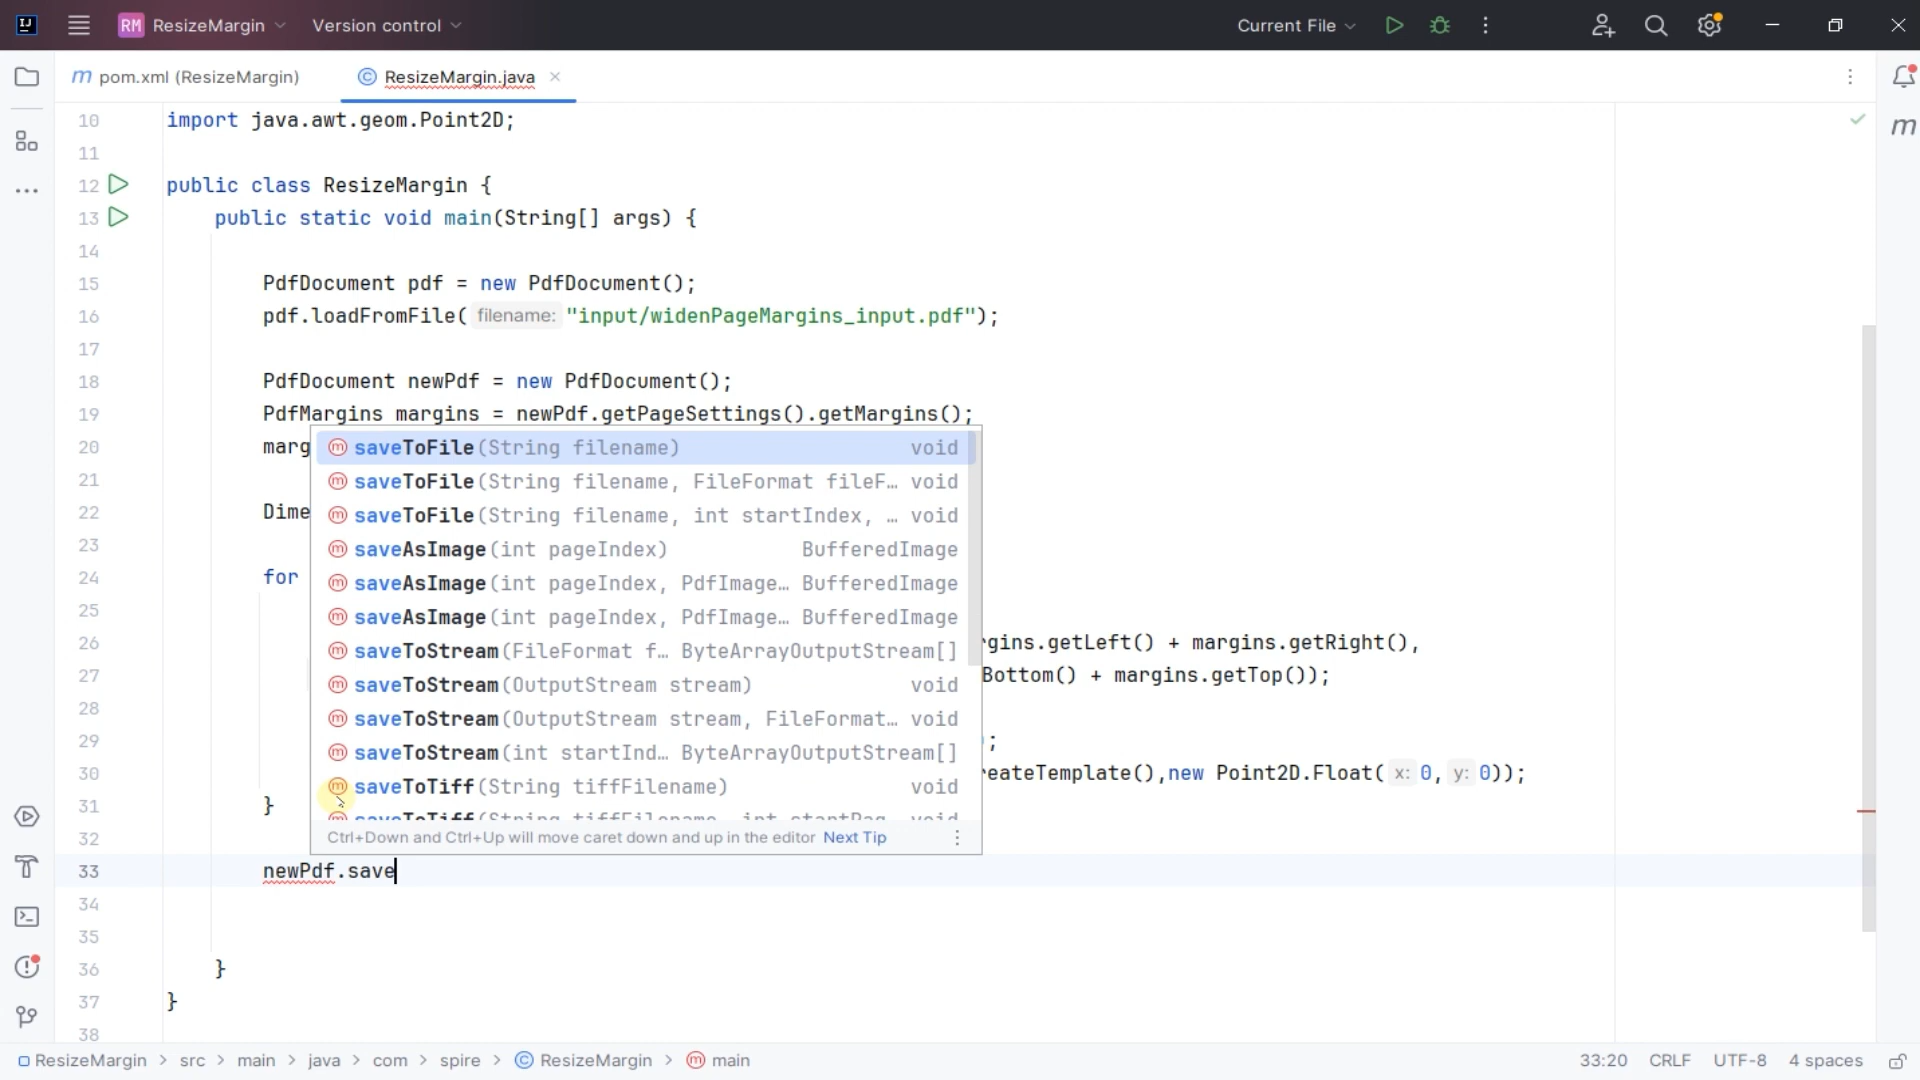 RM ResizeMargin Version control Current File
pom.xml (ResizeMargin) ResizeMargin.java
10 import java.awt.geom.Point2D;
11
12 public class ResizeMargin {
13 public static void main(String[] args) {
14
15 PdfDocument pdf = new PdfDocument();
16 pdf.loadFromFile( filename: "input/widenPageMargins_input.pdf");
17
18 PdfDocument newPdf = new PdfDocument();
19 PdfMargins margins = newPdf.getPageSettings().getMargins();
20 marg
saveToFile(String filename) void
21
saveToFile(String filename, FileFormat fileF… void
22 Dime
saveToFile(String filename, int startIndex, … void
23
saveAsImage(int pageIndex) BufferedImage
24 for
saveAsImage(int pageIndex, PdfImage… BufferedImage
25
saveAsImage(int pageIndex, PdfImage… BufferedImage
26 gins.getLeft() + margins.getRight(),
saveToStream(FileFormat f… ByteArrayOutputStream[]
27 Bottom() + margins.getTop());
saveToStream(OutputStream stream) void
28
saveToStream(OutputStream stream, FileFormat… void
29 ;
saveToStream(int startInd… ByteArrayOutputStream[]
30 eateTemplate(),new Point2D.Float( x: 0, y: 0));
saveToTiff(String tiffFilename) void
31 }
saveToTiff(String tiffFilename, int startPag… void
32
Ctrl+Down and Ctrl+Up will move caret down and up in the editor Next Tip
33 newPdf.save
34
35
36 }
37 }
38
ResizeMargin > src > main > java > com > spire > ResizeMargin > main 33:20 CRLF UTF-8 4 spaces